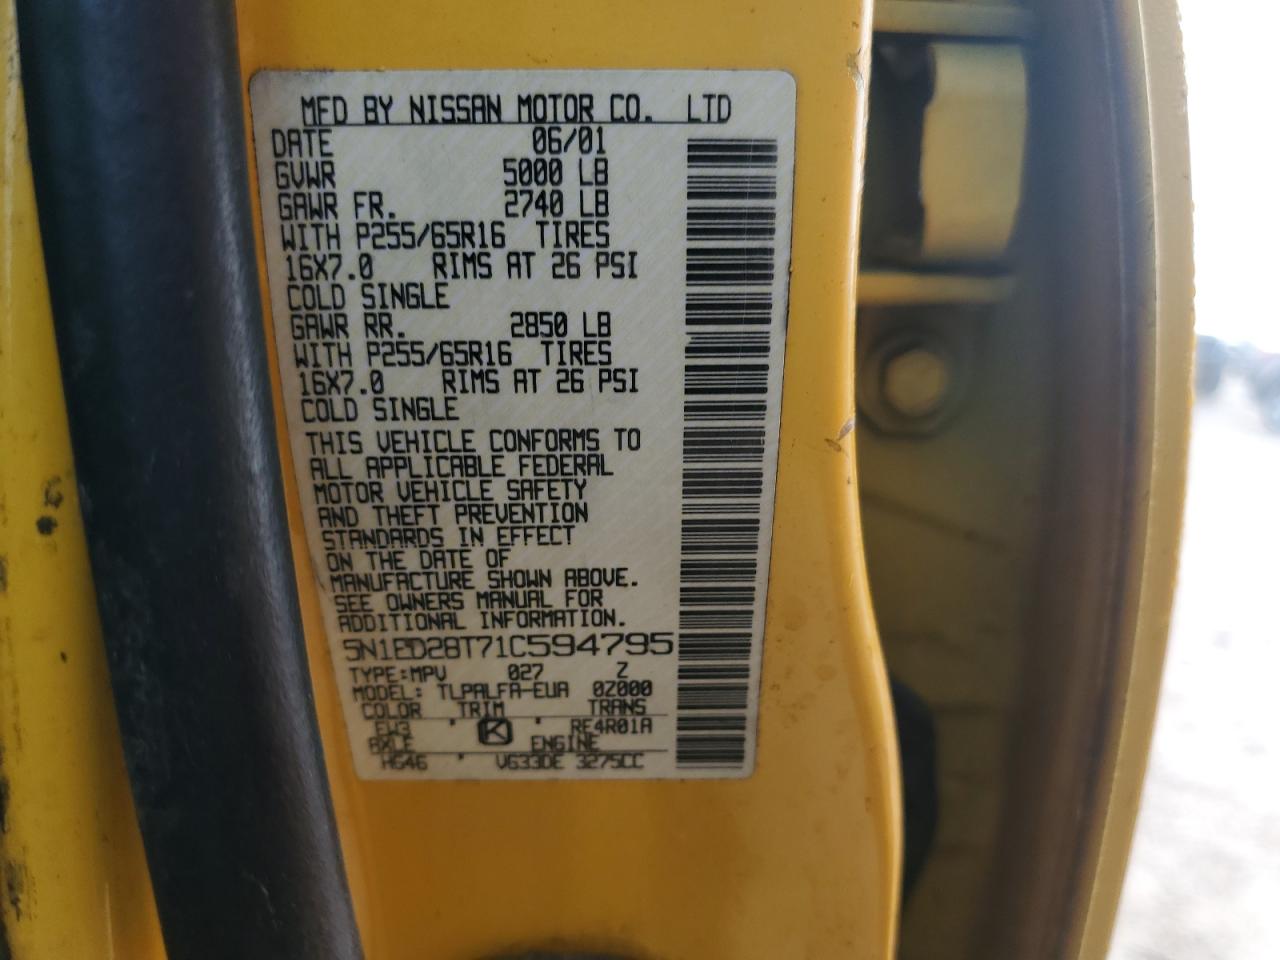 MFD BY NISSAN MOTOR CO. LTD
DATE 06/01
GVWR 5000 LB
GAWR FR. 2740 LB
WITH P255/65R16 TIRES
16X7.0 RIMS AT 26 PSI
COLD SINGLE
GAWR RR. 2850 LB
WITH P255/65R16 TIRES
16X7.0 RIMS AT 26 PSI
COLD SINGLE
THIS VEHICLE CONFORMS TO
ALL APPLICABLE FEDERAL
MOTOR VEHICLE SAFETY
AND THEFT PREVENTION
STANDARDS IN EFFECT
ON THE DATE OF
MANUFACTURE SHOWN ABOVE.
SEE OWNERS MANUAL FOR
ADDITIONAL INFORMATION.
5N1ED28T71C594795
TYPE:MPV 027 Z
MODEL: TLPALFA-EUA 0Z000
COLOR TRIM TRANS
EW3 K RE4R01A
AXLE ENGINE
HG46 VG33DE 3275CC